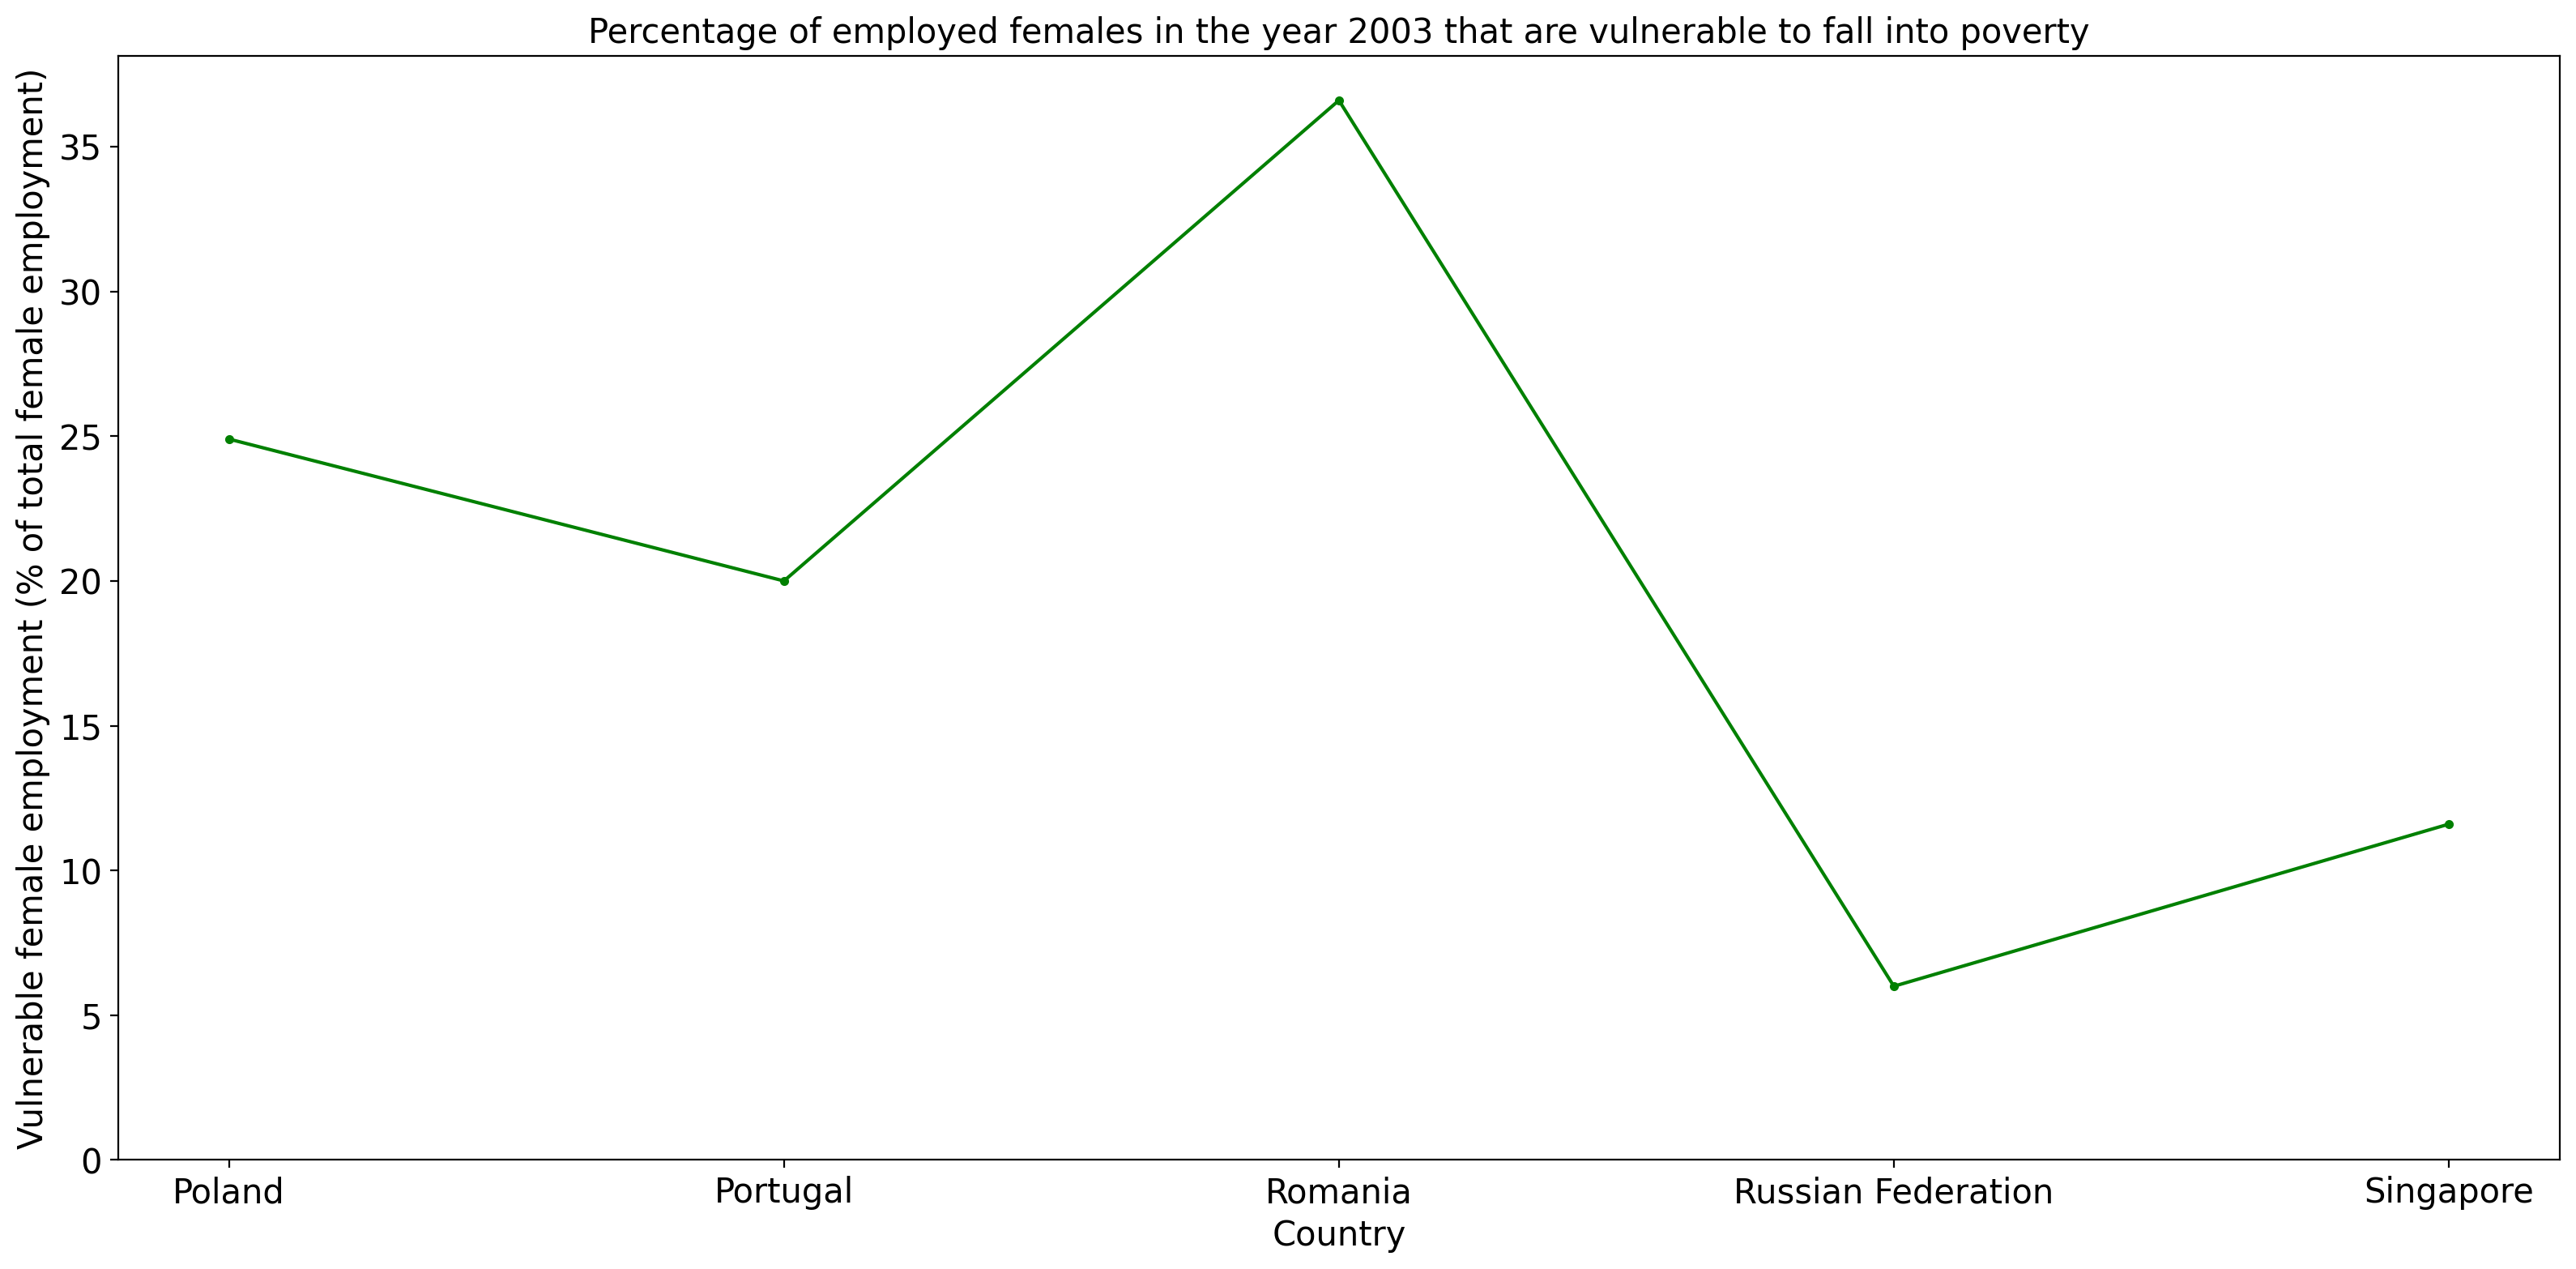 Percentage of employed females in the year 2003 that are vulnerable to fall into poverty
Vulnerable female employment (% of total female employment)
35
30
25
20
15
10
5
0
Poland
Portugal
Romania
Russian Federation
Singapore
Country